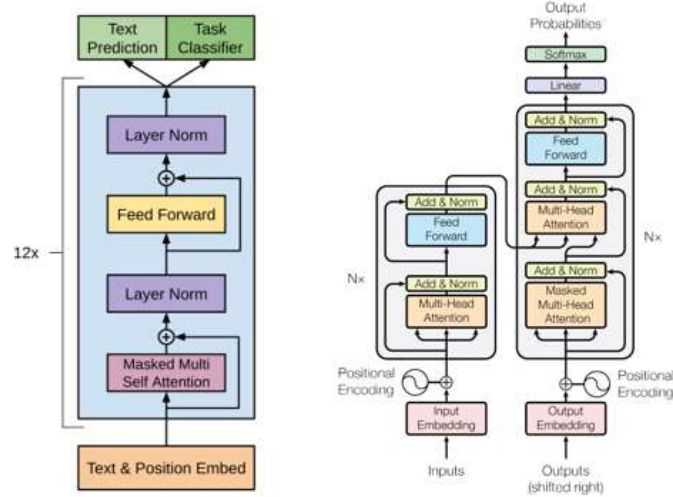 Text
Prediction
Task
Classifier
12x
Layer Norm
Feed Forward
Layer Norm
Masked Multi
Self Attention
Text & Position Embed
Output
Probabilities
Softmax
Linear
Add & Norm
Feed
Forward
Add & Norm
Multi-Head
Attention
Add & Norm
Masked
Multi-Head
Attention
Nx
Positional
Encoding
Output
Embedding
Outputs
(shifted right)
Add & Norm
Feed
Forward
Add & Norm
Multi-Head
Attention
Nx
Positional
Encoding
Input
Embedding
Inputs